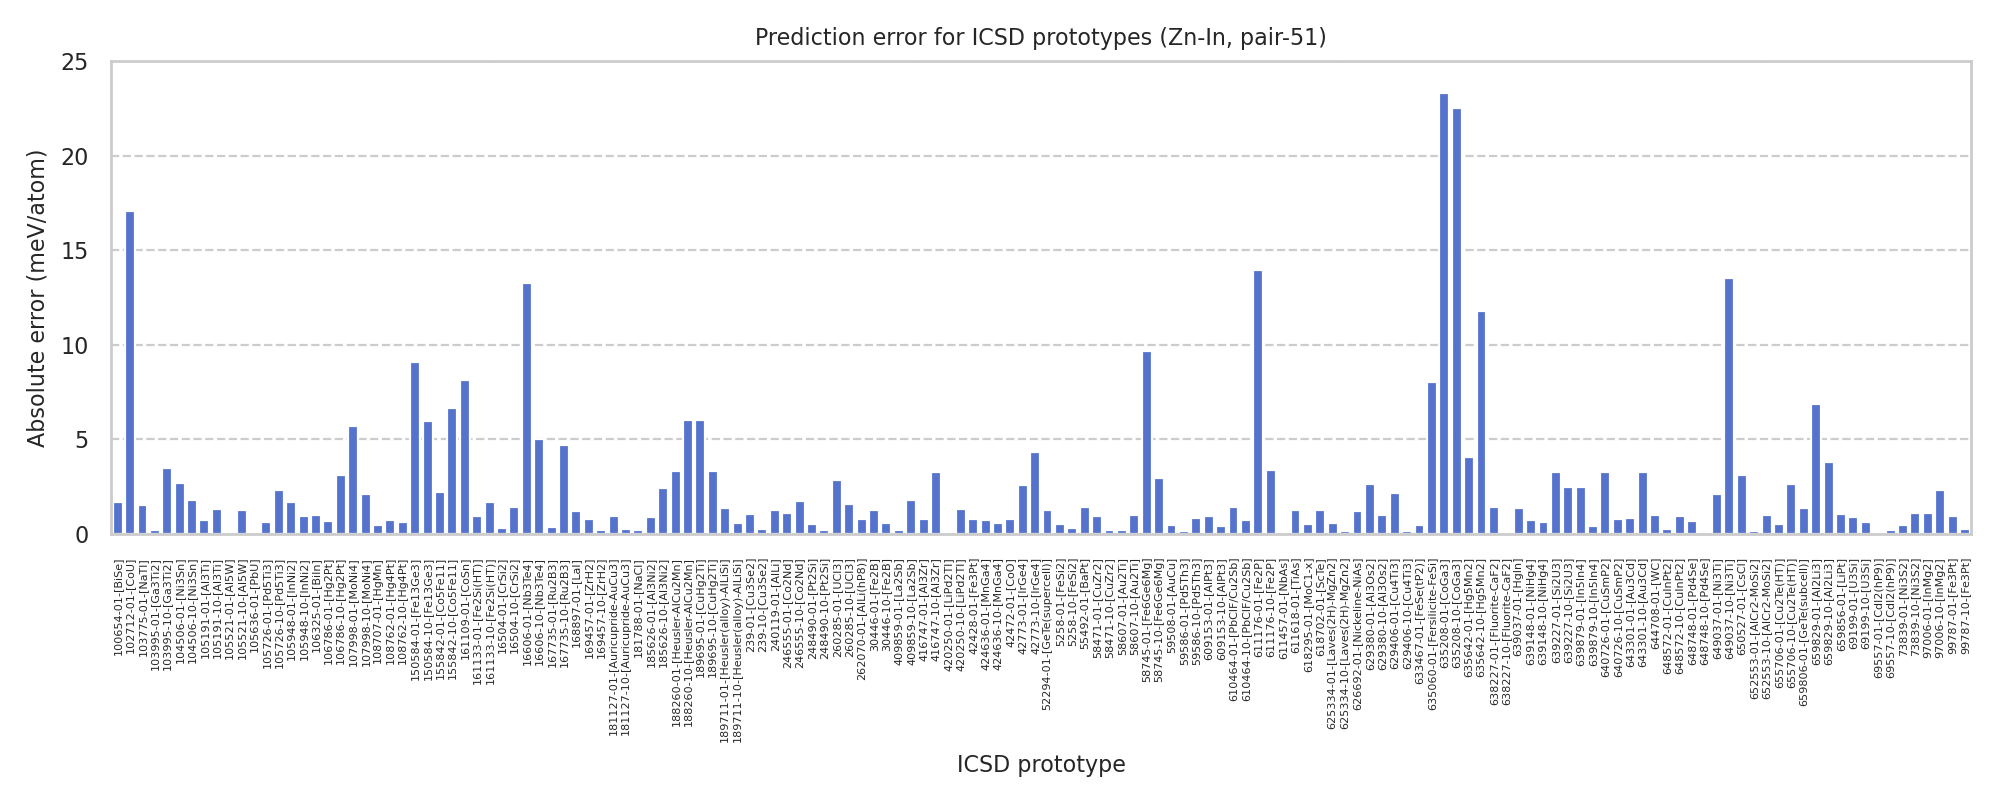 Prediction error for ICSD prototypes (Zn-In, pair-51)
Absolute error (meV/atom)
25
20
15
10
5
0
100654-01-[BiSe]
102712-01-[CoU]
103775-01-[NaTl]
103995-01-[Ga3Ti2]
103995-10-[Ga3Ti2]
104506-01-[Ni3Sn]
104506-10-[Ni3Sn]
105191-01-[Al3Ti]
105191-10-[Al3Ti]
105521-01-[Al5W]
105521-10-[Al5W]
105636-01-[PbU]
105726-01-[Pd5Ti3]
105726-10-[Pd5Ti3]
105948-01-[InNi2]
105948-10-[InNi2]
106325-01-[BiIn]
106786-01-[Hg2Pt]
106786-10-[Hg2Pt]
107998-01-[MoNi4]
107998-10-[MoNi4]
108707-01-[HgMn]
108762-01-[Hg4Pt]
108762-10-[Hg4Pt]
150584-01-[Fe13Ge3]
150584-10-[Fe13Ge3]
155842-01-[Co5Fe11]
155842-10-[Co5Fe11]
161109-01-[CoSn]
161133-01-[Fe2Si(HT)]
161133-10-[Fe2Si(HT)]
16504-01-[CrSi2]
16504-10-[CrSi2]
16606-01-[Nb3Te4]
16606-10-[Nb3Te4]
167735-01-[Ru2B3]
167735-10-[Ru2B3]
168897-01-[LaI]
169457-01-[ZrH2]
169457-10-[ZrH2]
181127-01-[Auricupride-AuCu3]
181127-10-[Auricupride-AuCu3]
181788-01-[NaCl]
185626-01-[Al3Ni2]
185626-10-[Al3Ni2]
188260-01-[Heusler-AlCu2Mn]
188260-10-[Heusler-AlCu2Mn]
189695-01-[CuHg2Ti]
189695-10-[CuHg2Ti]
189711-01-[Heusler(alloy)-AlLiSi]
189711-10-[Heusler(alloy)-AlLiSi]
239-01-[Cu3Se2]
239-10-[Cu3Se2]
240119-01-[AlLi]
246555-01-[Co2Nd]
246555-10-[Co2Nd]
248490-01-[Pt2Si]
248490-10-[Pt2Si]
260285-01-[UCl3]
260285-10-[UCl3]
262070-01-[AlLi(hP8)]
30446-01-[Fe2B]
30446-10-[Fe2B]
409859-01-[La2Sb]
409859-10-[La2Sb]
416747-01-[Al3Zr]
416747-10-[Al3Zr]
420250-01-[LiPd2Tl]
420250-10-[LiPd2Tl]
42428-01-[Fe3Pt]
424636-01-[MnGa4]
424636-10-[MnGa4]
42472-01-[CoO]
42773-01-[IrGe4]
42773-10-[IrGe4]
52294-01-[GeTe(supercell)]
5258-01-[FeSi2]
5258-10-[FeSi2]
55492-01-[BaPt]
58471-01-[CuZr2]
58471-10-[CuZr2]
58607-01-[Au2Ti]
58607-10-[Au2Ti]
58745-01-[Fe6Ge6Mg]
58745-10-[Fe6Ge6Mg]
59508-01-[AuCu]
59586-01-[Pd5Th3]
59586-10-[Pd5Th3]
609153-01-[AlPt3]
609153-10-[AlPt3]
610464-01-[PbClF/Cu2Sb]
610464-10-[PbClF/Cu2Sb]
611176-01-[Fe2P]
611176-10-[Fe2P]
611457-01-[NbAs]
611618-01-[TiAs]
618295-01-[MoC1-x]
618702-01-[ScTe]
625334-01-[Laves(2H)-MgZn2]
625334-10-[Laves(2H)-MgZn2]
626692-01-[Nickeline-NiAs]
629380-01-[Al3Os2]
629380-10-[Al3Os2]
629406-01-[Cu4Ti3]
629406-10-[Cu4Ti3]
633467-01-[FeSe(tP2)]
635060-01-[Fersilicite-FeSi]
635208-01-[CoGa3]
635208-10-[CoGa3]
635642-01-[Hg5Mn2]
635642-10-[Hg5Mn2]
638227-01-[Fluorite-CaF2]
638227-10-[Fluorite-CaF2]
639037-01-[HgIn]
639148-01-[NiHg4]
639148-10-[NiHg4]
639227-01-[Si2U3]
639227-10-[Si2U3]
639879-01-[In5In4]
639879-10-[In5In4]
640726-01-[CuSmP2]
640726-10-[CuSmP2]
643301-01-[Au3Cd]
643301-10-[Au3Cd]
644708-01-[WC]
648572-01-[CuInPt2]
648572-10-[CuInPt2]
648748-01-[Pd4Se]
648748-10-[Pd4Se]
649037-01-[Ni3Ti]
649037-10-[Ni3Ti]
650527-01-[CsCl]
652553-01-[AlCr2-MoSi2]
652553-10-[AlCr2-MoSi2]
655706-01-[Cu2Te(HT)]
655706-10-[Cu2Te(HT)]
659806-01-[GeTe(subcell)]
659829-01-[Al2Li3]
659829-10-[Al2Li3]
659856-01-[LiPt]
69199-01-[U3Si]
69199-10-[U3Si]
69557-01-[CdI2(hP9)]
69557-10-[CdI2(hP9)]
73839-01-[Ni3S2]
73839-10-[Ni3S2]
97006-01-[InMg2]
97006-10-[InMg2]
99787-01-[Fe3Pt]
99787-10-[Fe3Pt]
ICSD prototype